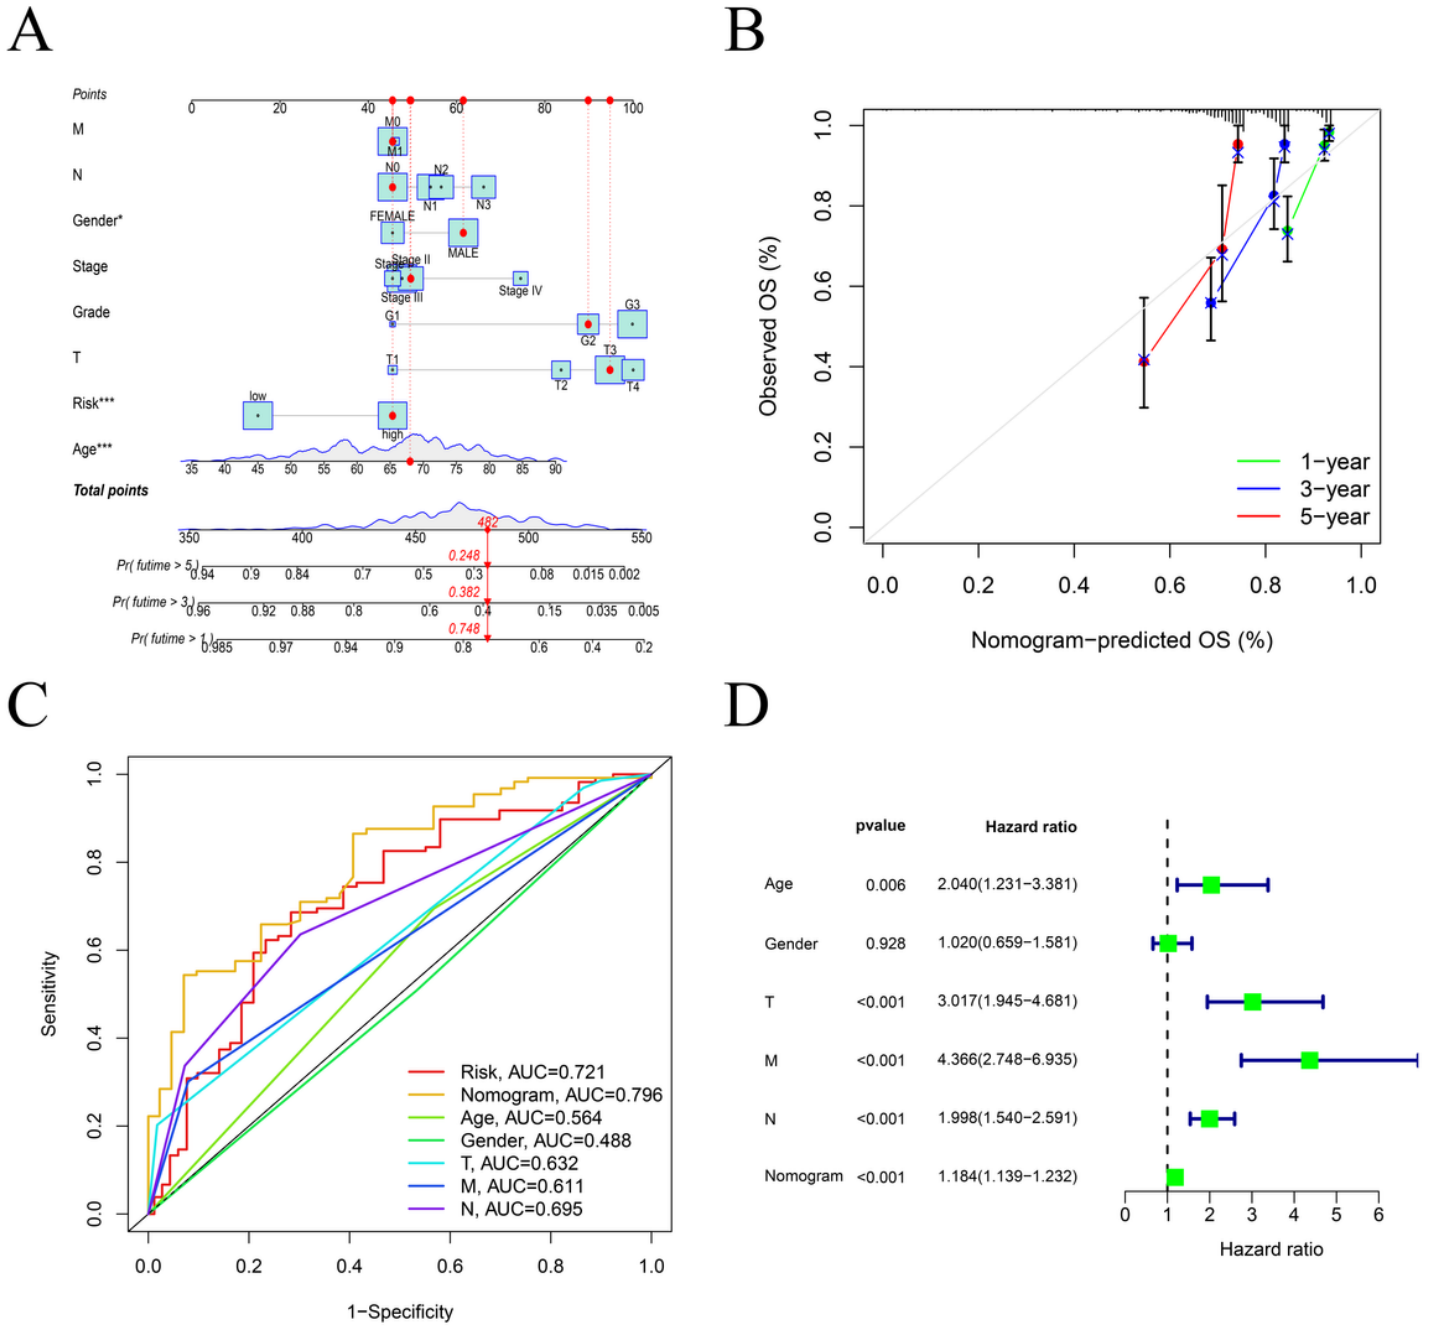 A
Points
0 20 40 60 80 100
M
M0
M1
N
N0
N1
N2
N3
Gender*
FEMALE
MALE
Stage
Stage II
Stage III
Stage IV
Grade
G1
G2
G3
T
T1
T2
T3
T4
Risk***
low
high
Age***
35 40 45 50 55 60 65 70 75 80 85 90
Total points
482
350 400 450 500 550
0.248
Pr( futime > 5 )
0.94 0.9 0.84 0.7 0.5 0.3 0.08 0.015 0.002
0.382
Pr( futime > 3 )
0.96 0.92 0.88 0.8 0.6 0.4 0.15 0.035 0.005
0.748
Pr( futime > 1 )
0.985 0.97 0.94 0.9 0.8 0.6 0.4 0.2
B
Observed OS (%)
1.0
0.8
0.6
0.4
0.2
0.0
1−year
3−year
5−year
0.0 0.2 0.4 0.6 0.8 1.0
Nomogram−predicted OS (%)
C
Sensitivity
1.0
0.8
0.6
0.4
0.2
0.0
Risk, AUC=0.721
Nomogram, AUC=0.796
Age, AUC=0.564
Gender, AUC=0.488
T, AUC=0.632
M, AUC=0.611
N, AUC=0.695
0.0 0.2 0.4 0.6 0.8 1.0
1−Specificity
D
pvalue Hazard ratio
Age 0.006 2.040(1.231−3.381)
Gender 0.928 1.020(0.659−1.581)
T <0.001 3.017(1.945−4.681)
M <0.001 4.366(2.748−6.935)
N <0.001 1.998(1.540−2.591)
Nomogram <0.001 1.184(1.139−1.232)
0 1 2 3 4 5 6
Hazard ratio